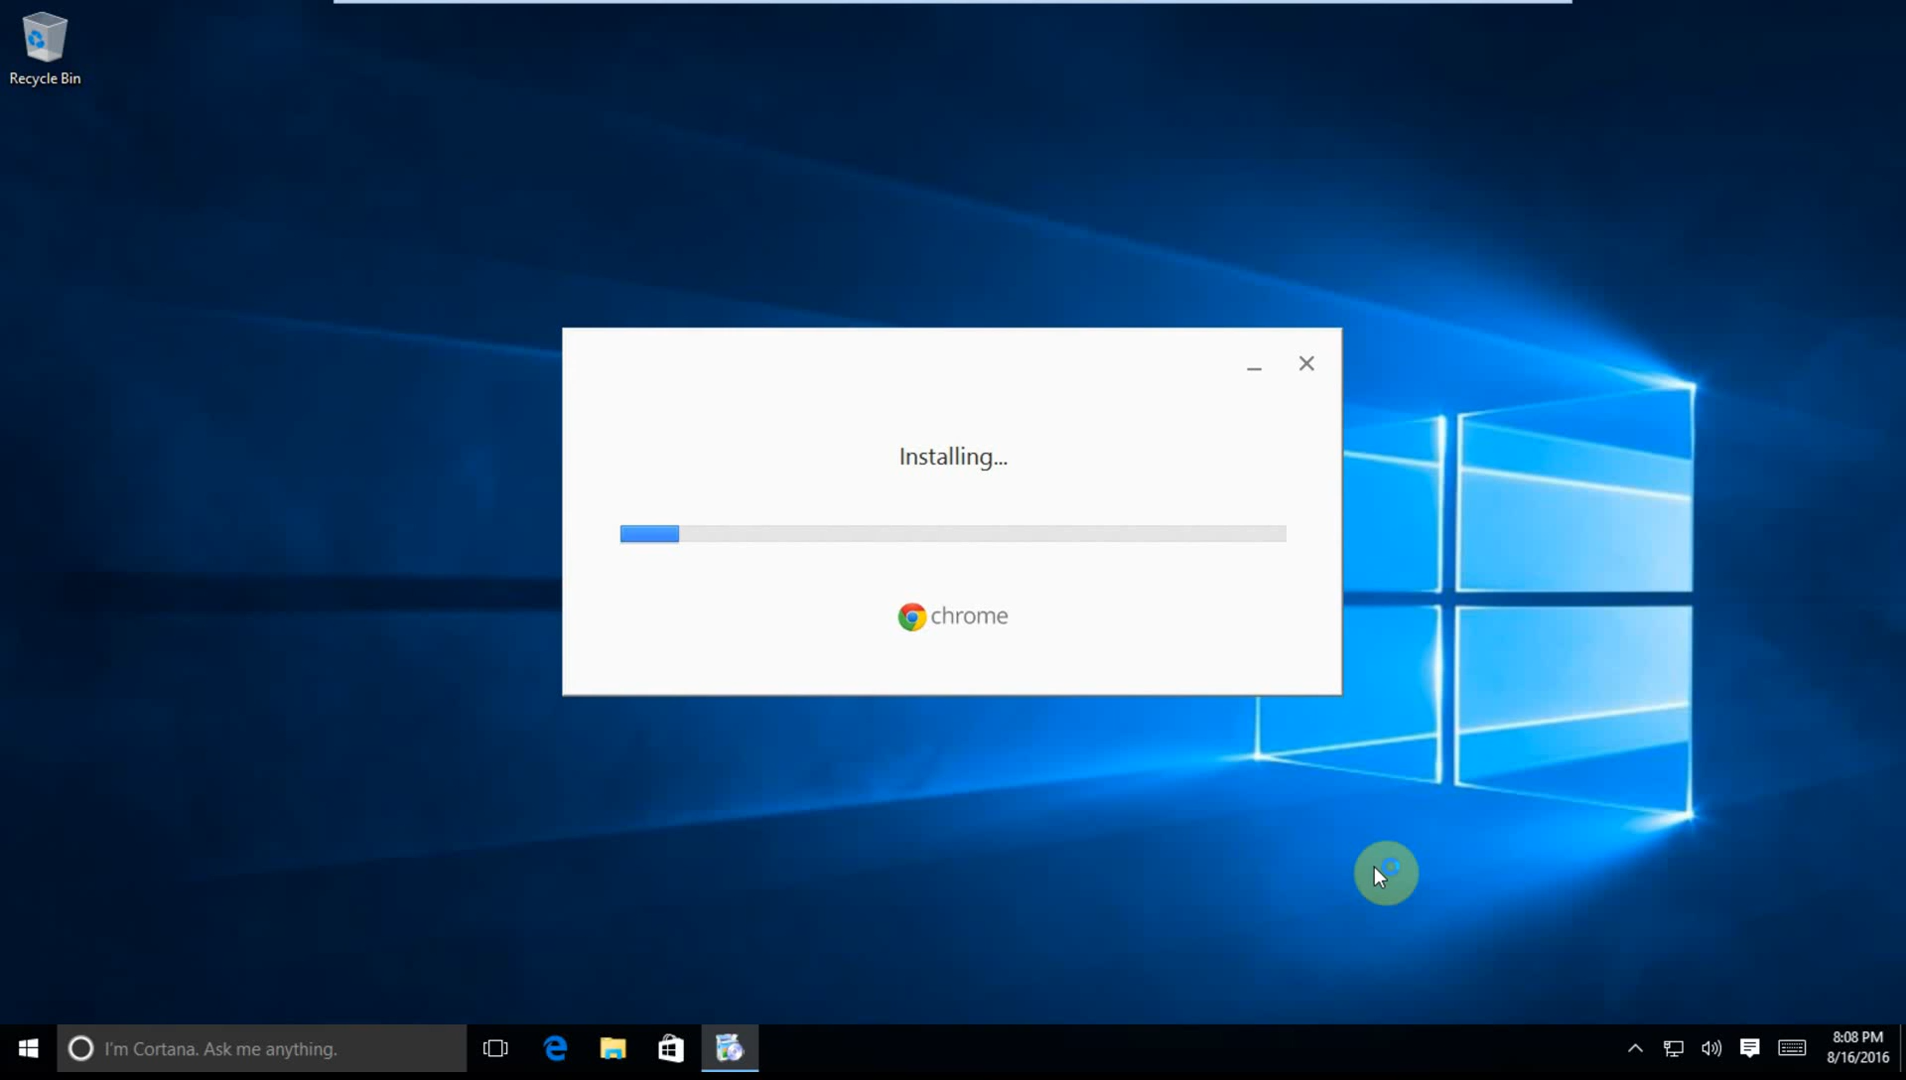 Recycle Bin
Installing...
chrome
I'm Cortana. Ask me anything.
8:08 PM
8/16/2016